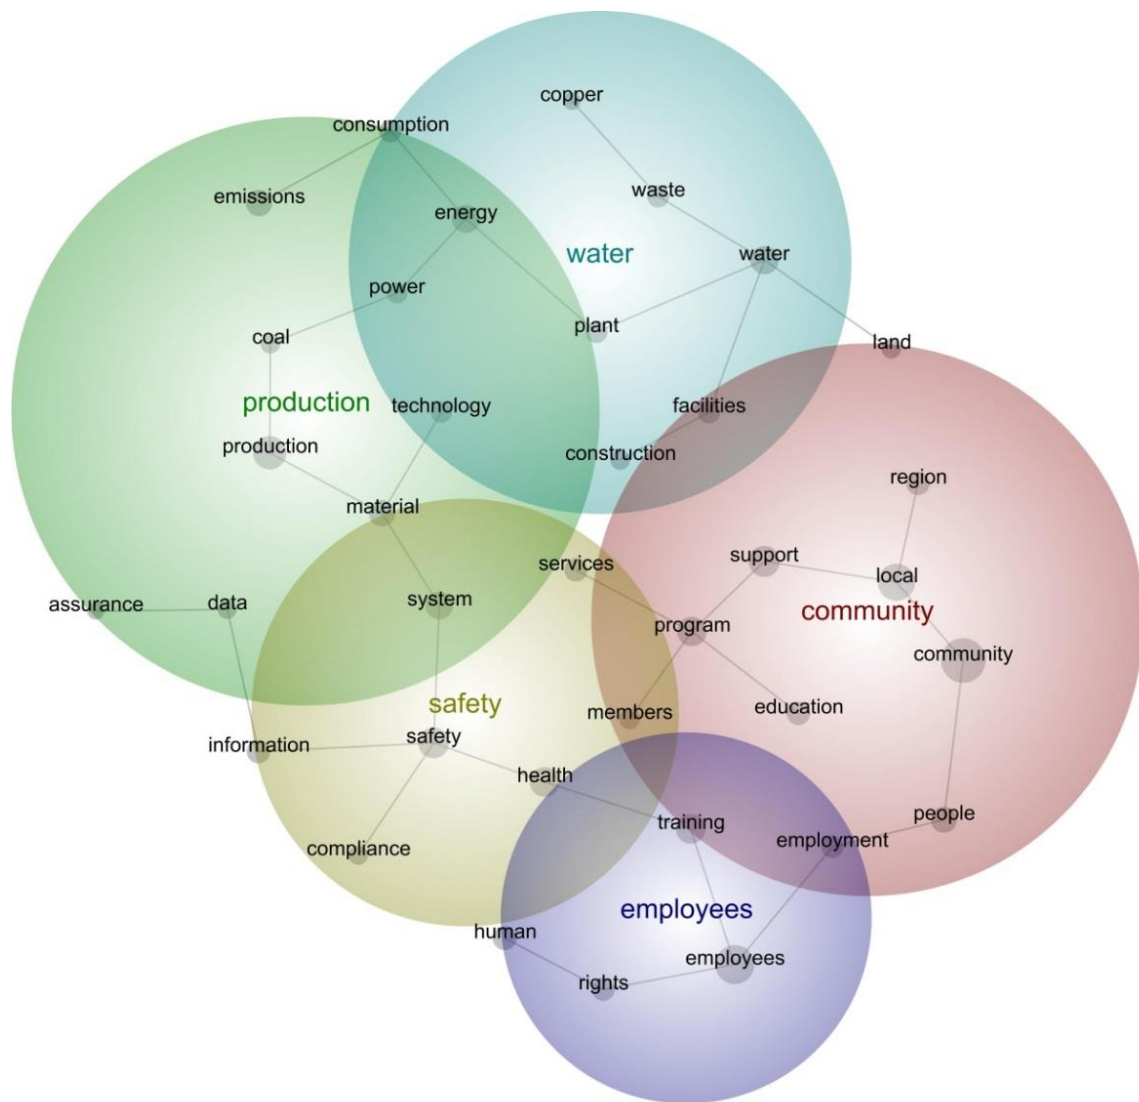 copper
consumption
waste
emissions
energy
water
water
power
plant
coal
land
production
technology
facilities
production
construction
region
material
support
services
local
system
assurance
data
community
program
community
safety
education
members
safety
information
health
training
people
employment
compliance
employees
human
employees
rights